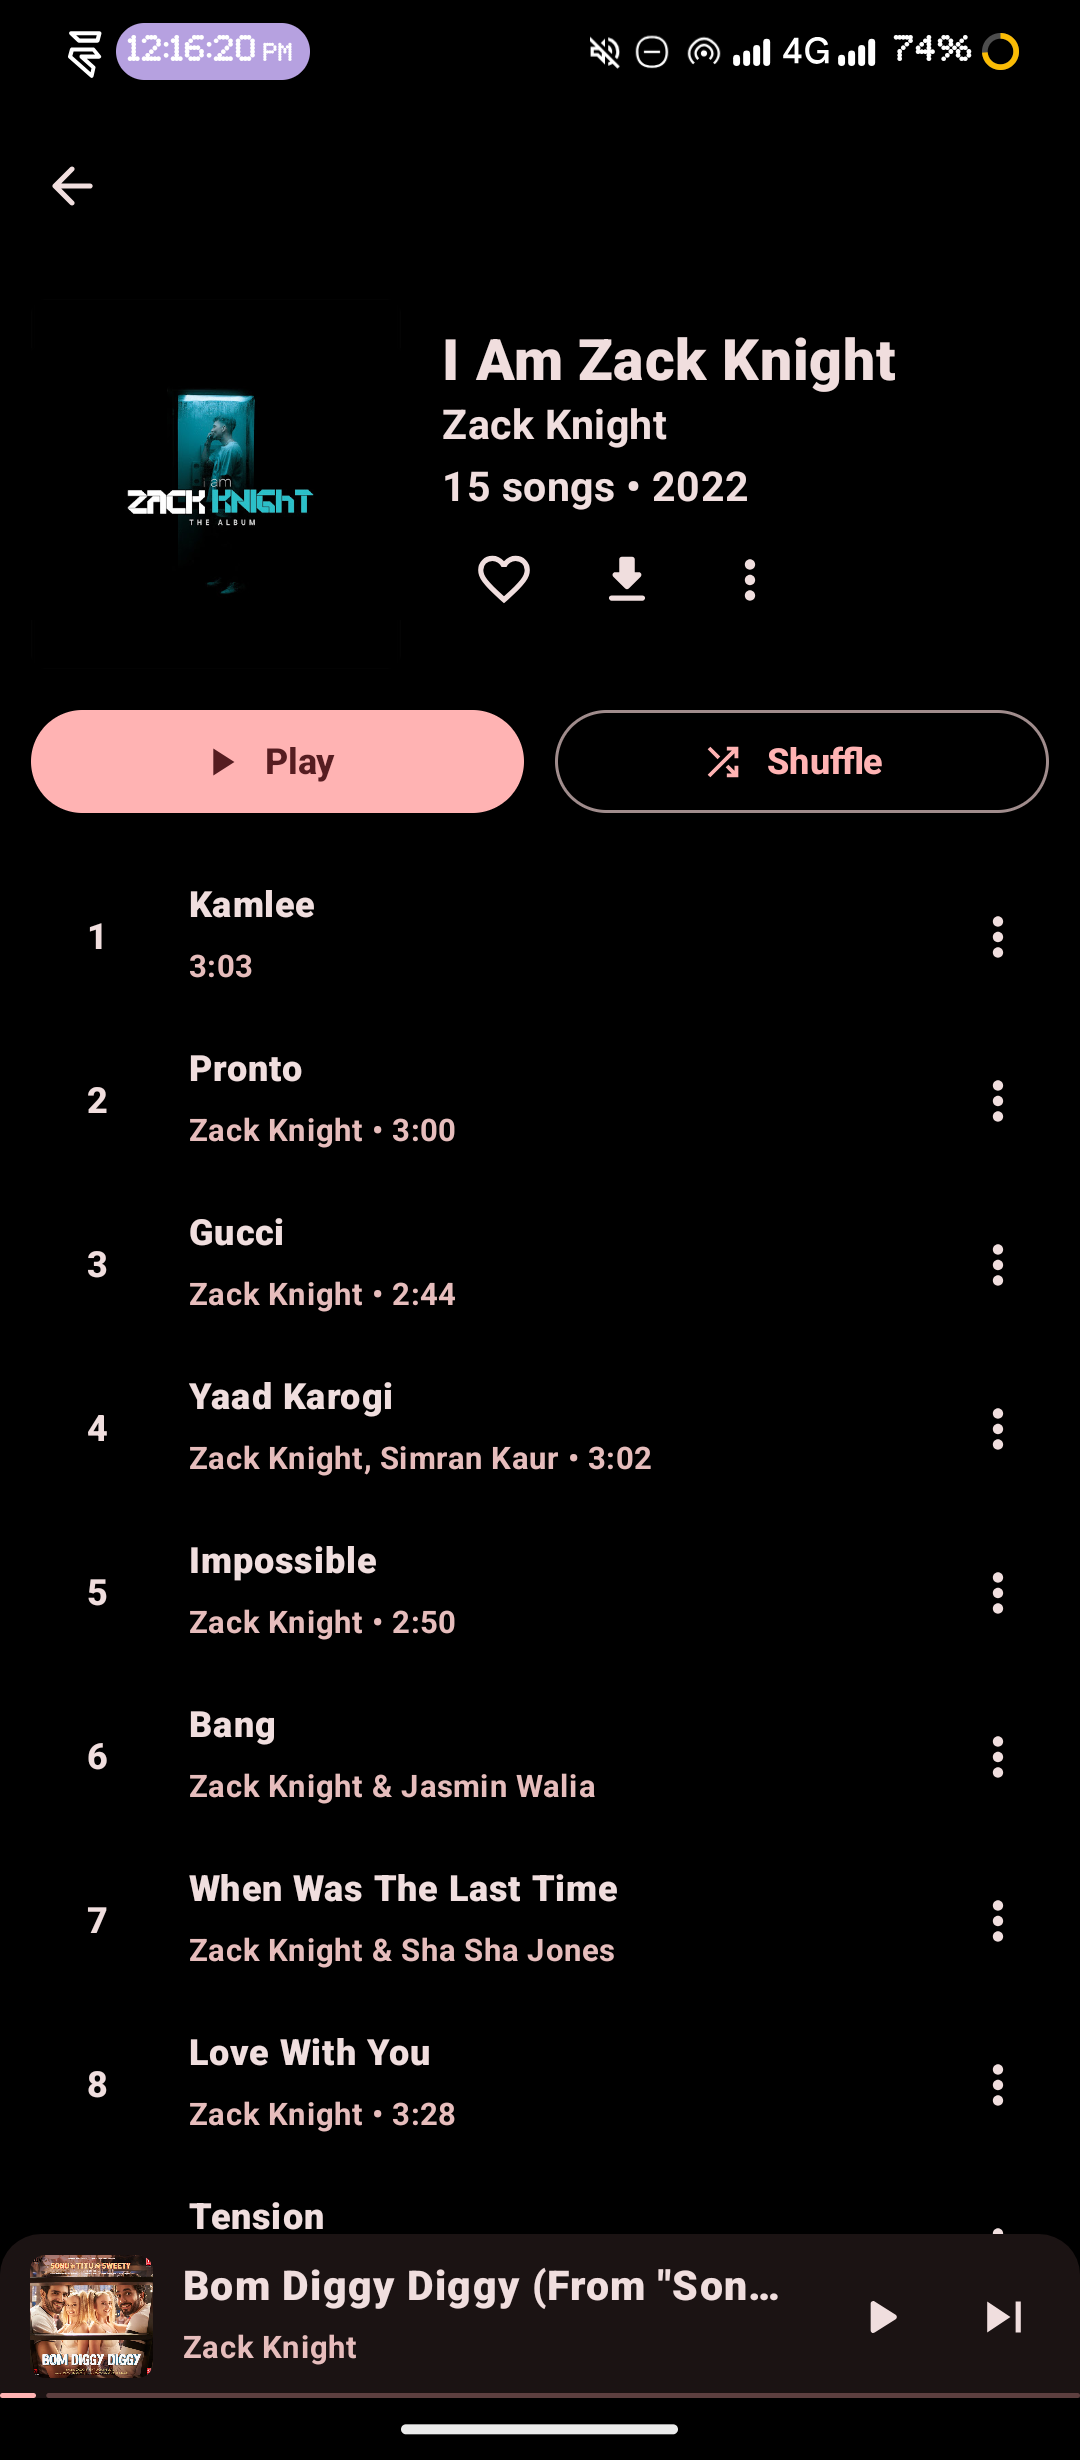 12:16:20 PM
4G
74%
i am
ZACK KNIGHT
THE ALBUM
I Am Zack Knight
Zack Knight
15 songs • 2022
Play
Shuffle
1
Kamlee
3:03
2
Pronto
Zack Knight • 3:00
3
Gucci
Zack Knight • 2:44
4
Yaad Karogi
Zack Knight, Simran Kaur • 3:02
5
Impossible
Zack Knight • 2:50
6
Bang
Zack Knight & Jasmin Walia
7
When Was The Last Time
Zack Knight & Sha Sha Jones
8
Love With You
Zack Knight • 3:28
Tension
SONU TITU SWEETY
BOM DIGGY DIGGY
Bom Diggy Diggy (From "Son...
Zack Knight